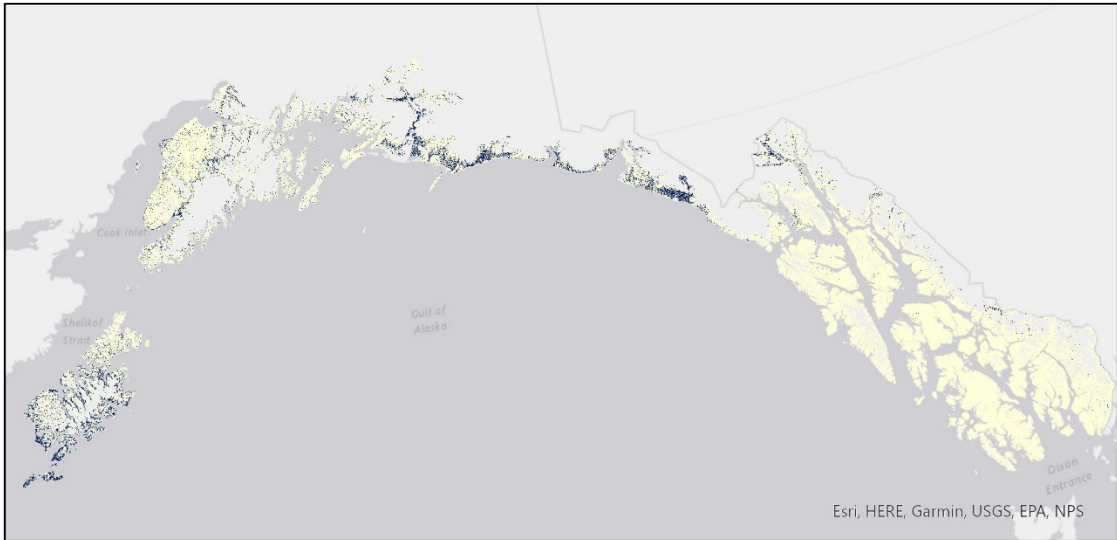 Cook Inlet
Shelikof
Strait
Gulf of
Alaska
Dixon
Entrance
Esri, HERE, Garmin, USGS, EPA, NPS